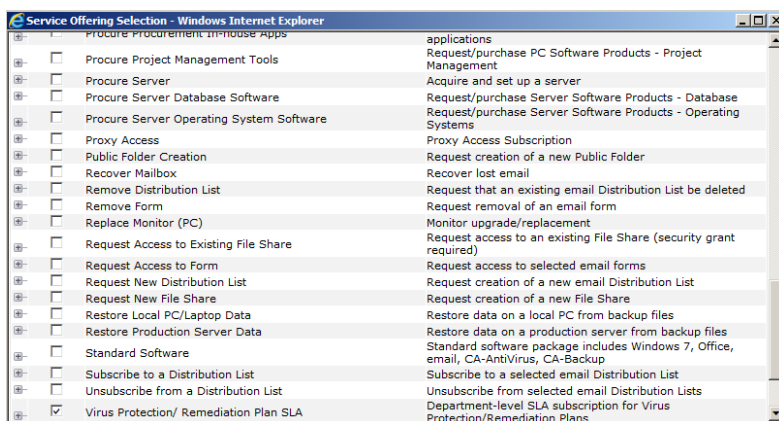 Service Offering Selection - Windows Internet Explorer
Procure Procurement In-house Apps
applications
Procure Project Management Tools
Request/purchase PC Software Products - Project
Management
Procure Server
Acquire and set up a server
Procure Server Database Software
Request/purchase Server Software Products - Database
Procure Server Operating System Software
Request/purchase Server Software Products - Operating
Systems
Proxy Access
Proxy Access Subscription
Public Folder Creation
Request creation of a new Public Folder
Recover Mailbox
Recover lost email
Remove Distribution List
Request that an existing email Distribution List be deleted
Remove Form
Request removal of an email form
Replace Monitor (PC)
Monitor upgrade/replacement
Request Access to Existing File Share
Request access to an existing File Share (security grant
required)
Request Access to Form
Request access to selected email forms
Request New Distribution List
Request creation of a new email Distribution List
Request New File Share
Request creation of a new File Share
Restore Local PC/Laptop Data
Restore data on a local PC from backup files
Restore Production Server Data
Restore data on a production server from backup files
Standard Software
Standard software package includes Windows 7, Office,
email, CA-AntiVirus, CA-Backup
Subscribe to a Distribution List
Subscribe to a selected email Distribution List
Unsubscribe from a Distribution List
Unsubscribe from selected email Distribution Lists
Virus Protection/ Remediation Plan SLA
Department-level SLA subscription for Virus
Protection/Remediation Plans